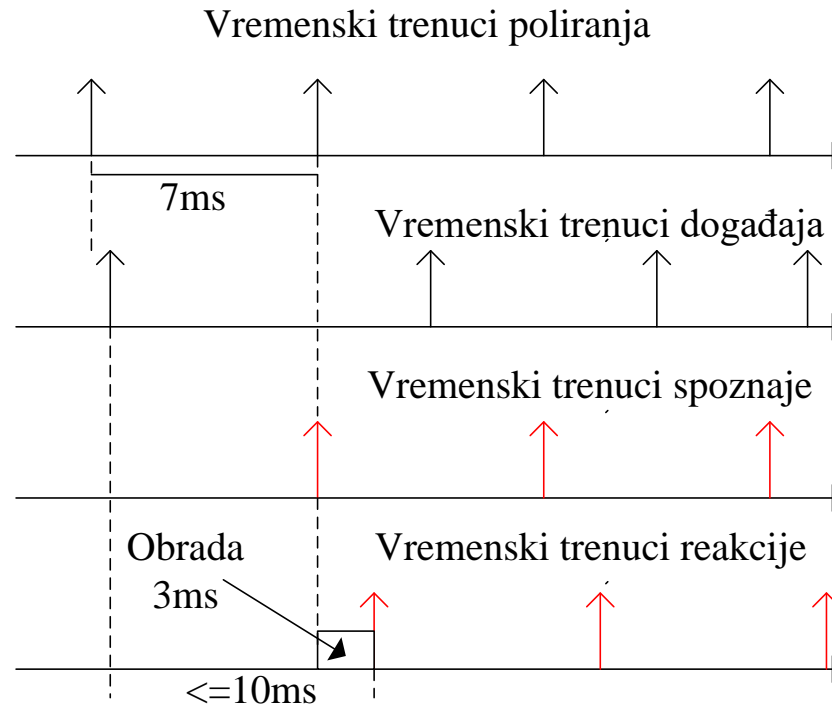 Vremenski trenuci poliranja
7ms
Vremenski trenuci događaja
Vremenski trenuci spoznaje
Obrada
3ms
Vremenski trenuci reakcije
<=10ms